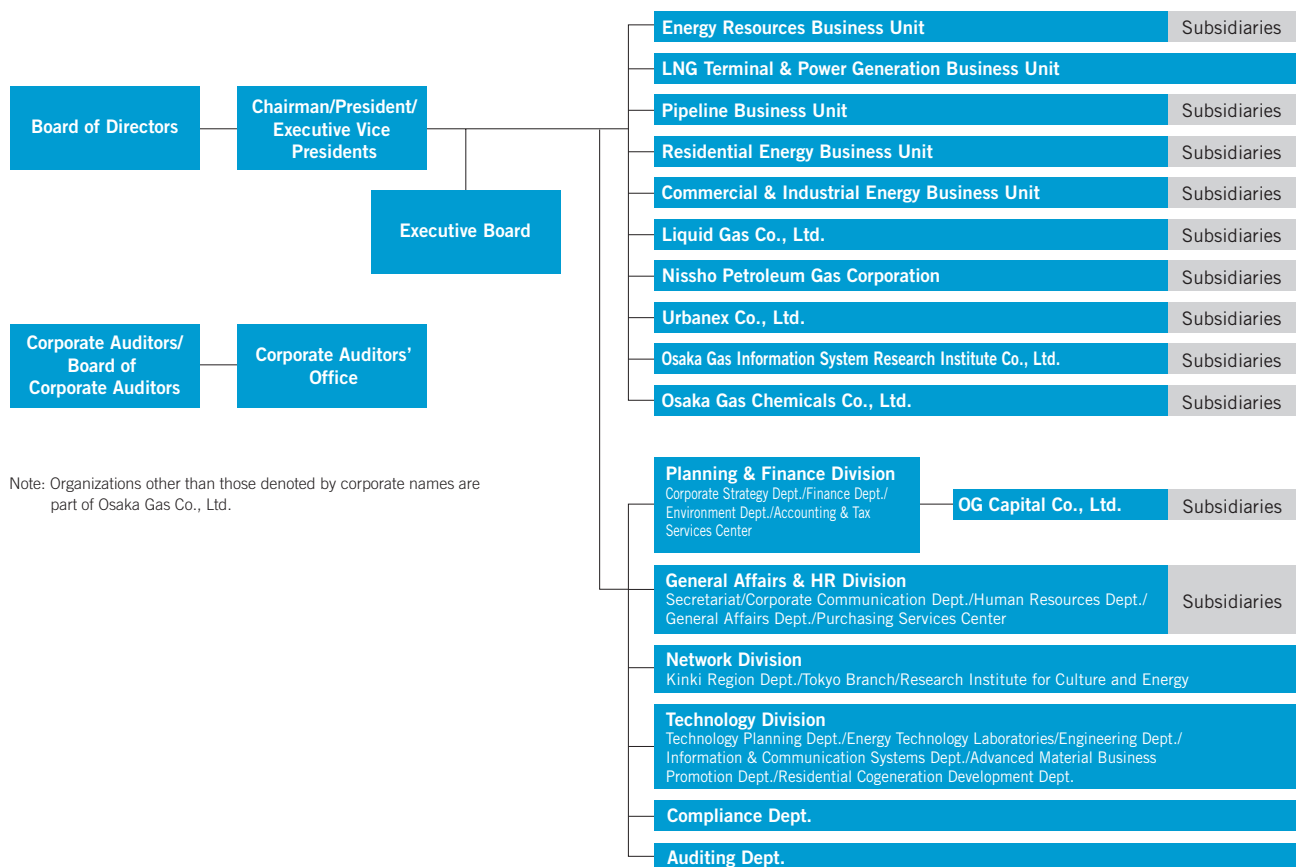 Board of Directors
Chairman/President/
Executive Vice
Presidents
Executive Board
Corporate Auditors/
Board of
Corporate Auditors
Corporate Auditors’
Office
Note: Organizations other than those denoted by corporate names are
part of Osaka Gas Co., Ltd.
Energy Resources Business Unit
Subsidiaries
LNG Terminal & Power Generation Business Unit
Pipeline Business Unit
Subsidiaries
Residential Energy Business Unit
Subsidiaries
Commercial & Industrial Energy Business Unit
Subsidiaries
Liquid Gas Co., Ltd.
Subsidiaries
Nissho Petroleum Gas Corporation
Subsidiaries
Urbanex Co., Ltd.
Subsidiaries
Osaka Gas Information System Research Institute Co., Ltd.
Subsidiaries
Osaka Gas Chemicals Co., Ltd.
Subsidiaries
Planning & Finance Division
Corporate Strategy Dept./Finance Dept./
Environment Dept./Accounting & Tax
Services Center
OG Capital Co., Ltd.
Subsidiaries
General Affairs & HR Division
Secretariat/Corporate Communication Dept./Human Resources Dept./
General Affairs Dept./Purchasing Services Center
Subsidiaries
Network Division
Kinki Region Dept./Tokyo Branch/Research Institute for Culture and Energy
Technology Division
Technology Planning Dept./Energy Technology Laboratories/Engineering Dept./
Information & Communication Systems Dept./Advanced Material Business
Promotion Dept./Residential Cogeneration Development Dept.
Compliance Dept.
Auditing Dept.